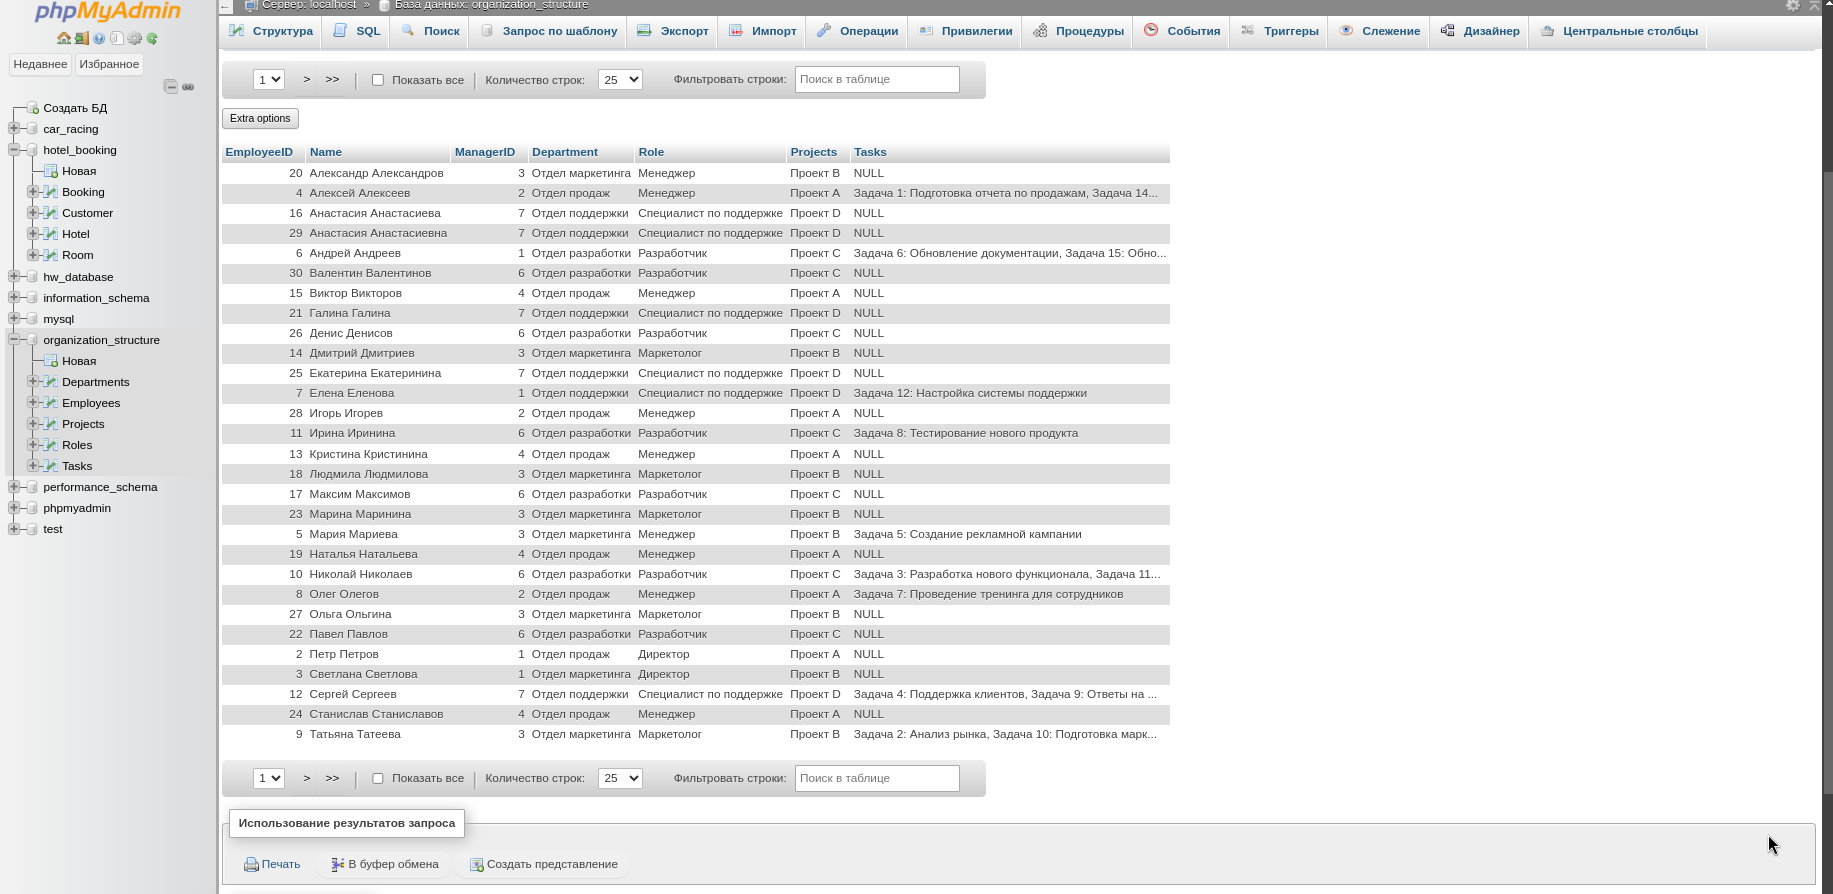 phpMyAdmin
Недавнее Избранное
Создать БД
car_racing
hotel_booking
Новая
Booking
Customer
Hotel
Room
hw_database
information_schema
mysql
organization_structure
Новая
Departments
Employees
Projects
Roles
Tasks
performance_schema
phpmyadmin
test
← Сервер: localhost » База данных: organization_structure
Структура SQL Поиск Запрос по шаблону Экспорт Импорт Операции Привилегии Процедуры События Триггеры Слежение Дизайнер Центральные столбцы
1 > >> | Показать все | Количество строк: 25 Фильтровать строки: Поиск в таблице
Extra options
EmployeeID Name ManagerID Department Role Projects Tasks
20 Александр Александров 3 Отдел маркетинга Менеджер Проект B NULL
4 Алексей Алексеев 2 Отдел продаж Менеджер Проект A Задача 1: Подготовка отчета по продажам, Задача 14...
16 Анастасия Анастасиева 7 Отдел поддержки Специалист по поддержке Проект D NULL
29 Анастасия Анастасиевна 7 Отдел поддержки Специалист по поддержке Проект D NULL
6 Андрей Андреев 1 Отдел разработки Разработчик Проект C Задача 6: Обновление документации, Задача 15: Обно...
30 Валентин Валентинов 6 Отдел разработки Разработчик Проект C NULL
15 Виктор Викторов 4 Отдел продаж Менеджер Проект A NULL
21 Галина Галина 7 Отдел поддержки Специалист по поддержке Проект D NULL
26 Денис Денисов 6 Отдел разработки Разработчик Проект C NULL
14 Дмитрий Дмитриев 3 Отдел маркетинга Маркетолог Проект B NULL
25 Екатерина Екатеринина 7 Отдел поддержки Специалист по поддержке Проект D NULL
7 Елена Еленова 1 Отдел поддержки Специалист по поддержке Проект D Задача 12: Настройка системы поддержки
28 Игорь Игорев 2 Отдел продаж Менеджер Проект A NULL
11 Ирина Иринина 6 Отдел разработки Разработчик Проект C Задача 8: Тестирование нового продукта
13 Кристина Кристинина 4 Отдел продаж Менеджер Проект A NULL
18 Людмила Людмилова 3 Отдел маркетинга Маркетолог Проект B NULL
17 Максим Максимов 6 Отдел разработки Разработчик Проект C NULL
23 Марина Маринина 3 Отдел маркетинга Маркетолог Проект B NULL
5 Мария Мариева 3 Отдел маркетинга Менеджер Проект B Задача 5: Создание рекламной кампании
19 Наталья Натальева 4 Отдел продаж Менеджер Проект A NULL
10 Николай Николаев 6 Отдел разработки Разработчик Проект C Задача 3: Разработка нового функционала, Задача 11...
8 Олег Олегов 2 Отдел продаж Менеджер Проект A Задача 7: Проведение тренинга для сотрудников
27 Ольга Ольгина 3 Отдел маркетинга Маркетолог Проект B NULL
22 Павел Павлов 6 Отдел разработки Разработчик Проект C NULL
2 Петр Петров 1 Отдел продаж Директор Проект A NULL
3 Светлана Светлова 1 Отдел маркетинга Директор Проект B NULL
12 Сергей Сергеев 7 Отдел поддержки Специалист по поддержке Проект D Задача 4: Поддержка клиентов, Задача 9: Ответы на ...
24 Станислав Станиславов 4 Отдел продаж Менеджер Проект A NULL
9 Татьяна Татеева 3 Отдел маркетинга Маркетолог Проект B Задача 2: Анализ рынка, Задача 10: Подготовка марк...
1 > >> | Показать все | Количество строк: 25 Фильтровать строки: Поиск в таблице
Использование результатов запроса
Печать В буфер обмена Создать представление